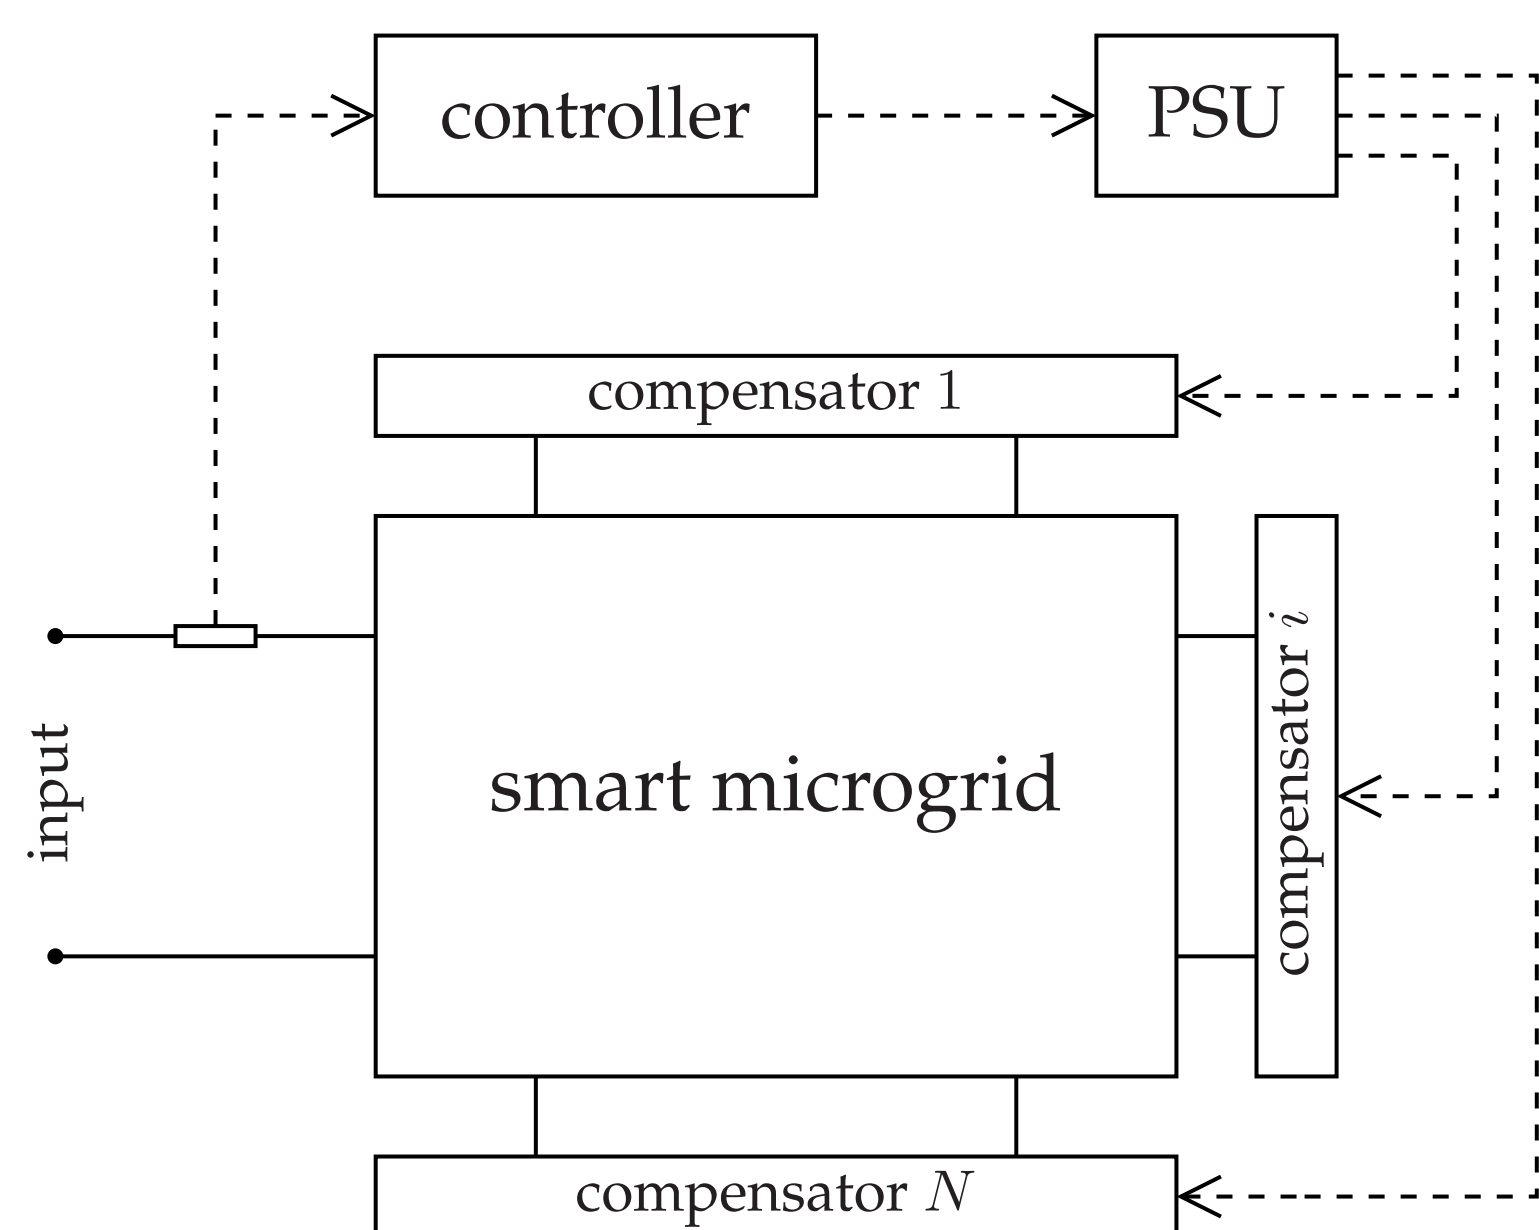 controller
PSU
compensator 1
input
smart microgrid
compensator i
compensator N